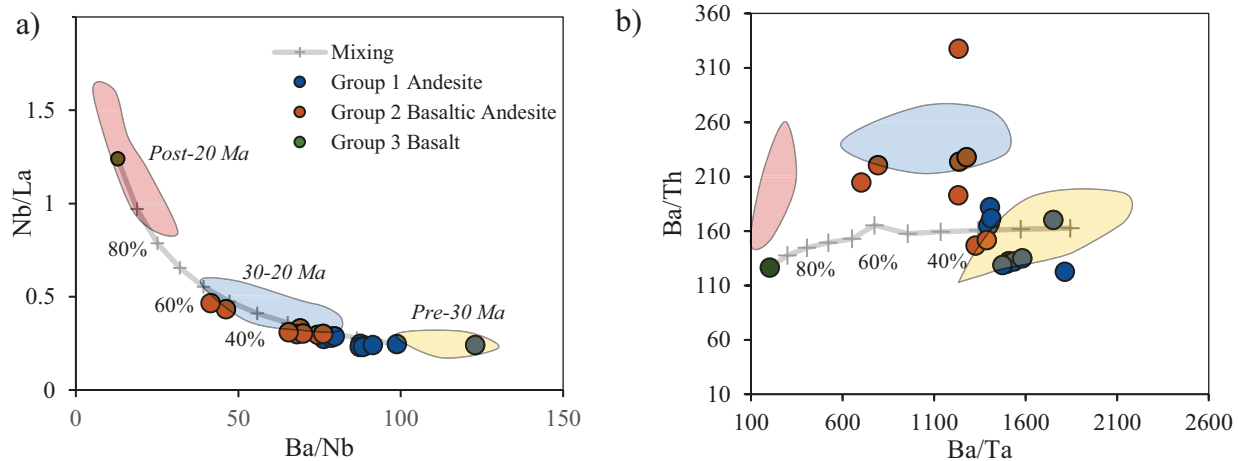 a)
Nb/La
1.5
1
0.5
0
0
50
100
150
Ba/Nb
Mixing
Group 1 Andesite
Group 2 Basaltic Andesite
Group 3 Basalt
Post-20 Ma
80%
30-20 Ma
60%
40%
Pre-30 Ma
b)
Ba/Th
360
310
260
210
160
110
60
10
80%
60%
40%
100
600
1100
1600
2100
2600
Ba/Ta